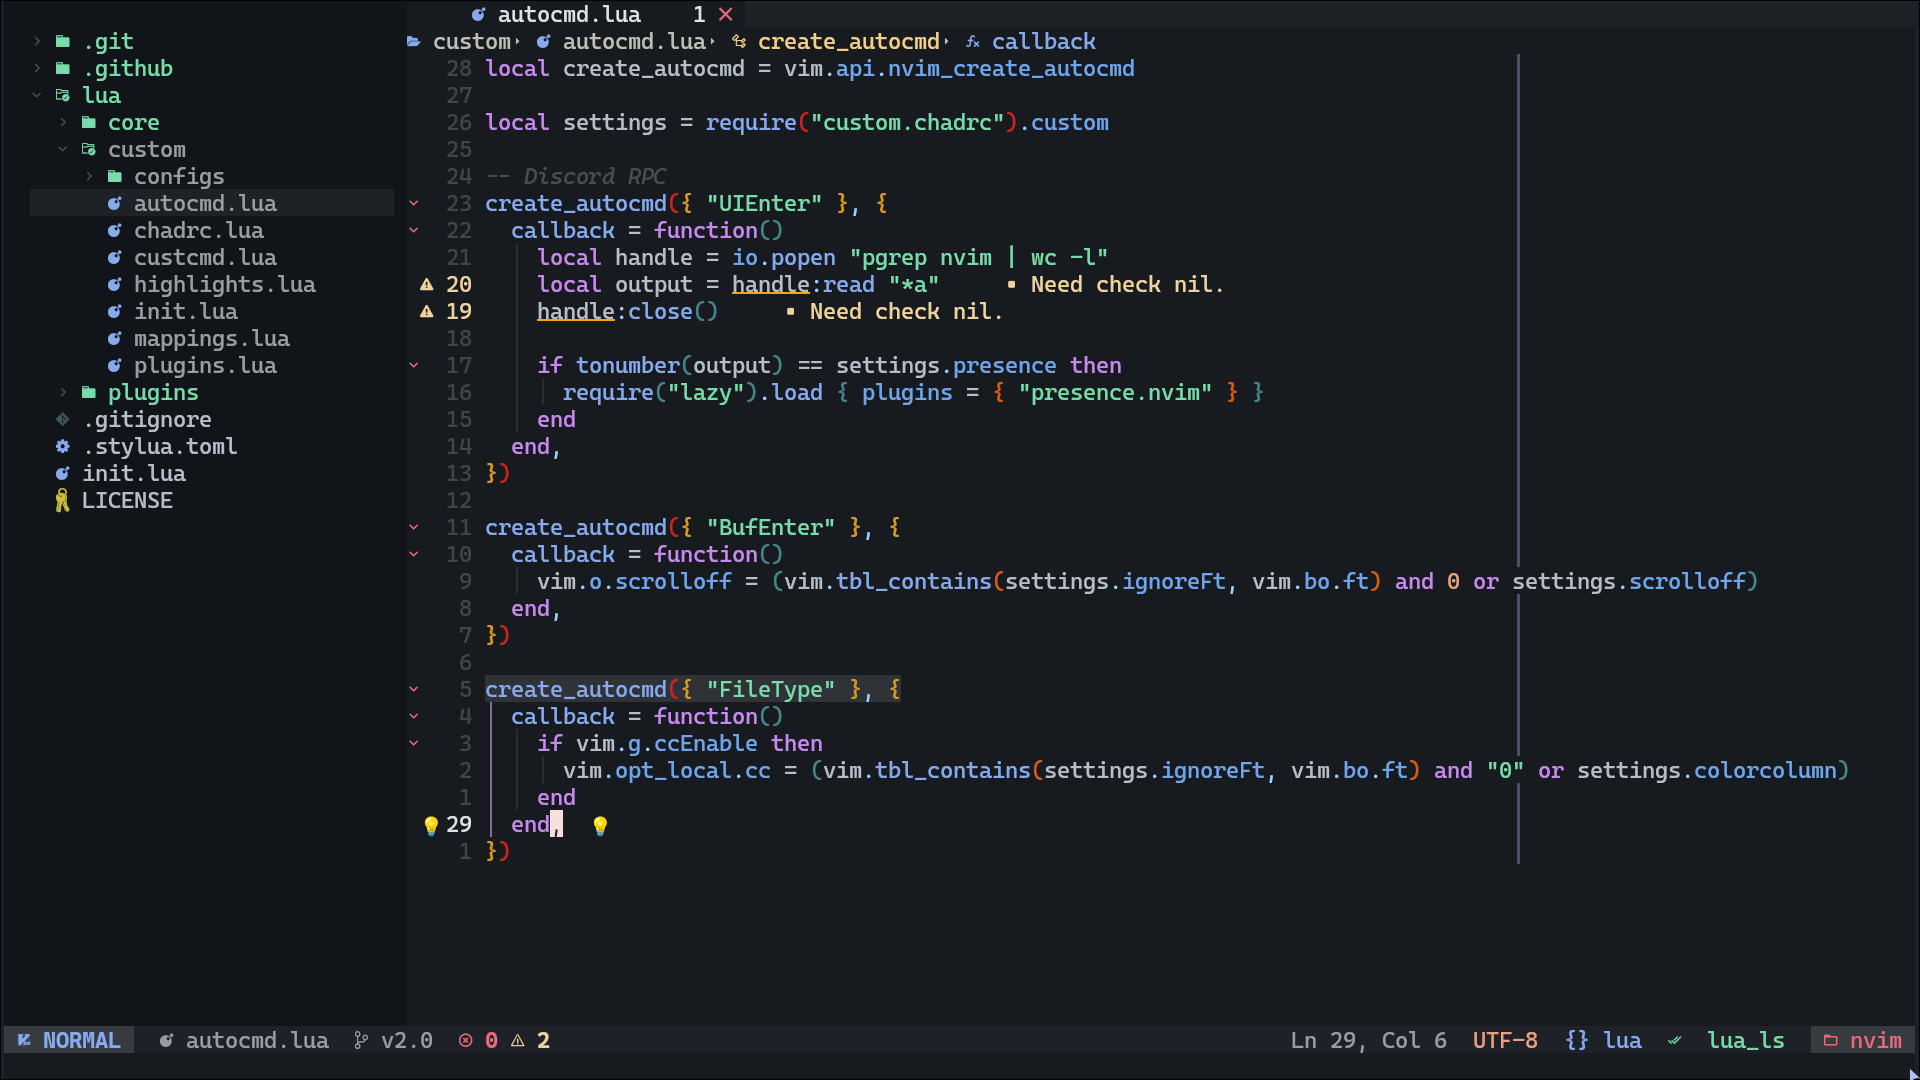 autocmd.lua 1
.git
.github
lua
core
custom
configs
autocmd.lua
chadrc.lua
custcmd.lua
highlights.lua
init.lua
mappings.lua
plugins.lua
plugins
.gitignore
.stylua.toml
init.lua
LICENSE
custom autocmd.lua create_autocmd callback
28 local create_autocmd = vim.api.nvim_create_autocmd
27
26 local settings = require("custom.chadrc").custom
25
24 -- Discord RPC
23 create_autocmd({ "UIEnter" }, {
22 callback = function()
21 local handle = io.popen "pgrep nvim | wc -l"
20 local output = handle:read "*a" ▪ Need check nil.
19 handle:close() ▪ Need check nil.
18
17 if tonumber(output) == settings.presence then
16 require("lazy").load { plugins = { "presence.nvim" } }
15 end
14 end,
13 })
12
11 create_autocmd({ "BufEnter" }, {
10 callback = function()
9 vim.o.scrolloff = (vim.tbl_contains(settings.ignoreFt, vim.bo.ft) and 0 or settings.scrolloff)
8 end,
7 })
6
5 create_autocmd({ "FileType" }, {
4 callback = function()
3 if vim.g.ccEnable then
2 vim.opt_local.cc = (vim.tbl_contains(settings.ignoreFt, vim.bo.ft) and "0" or settings.colorcolumn)
1 end
29 end,
1 })
NORMAL autocmd.lua v2.0 0 2 Ln 29, Col 6 UTF-8 {} lua lua_ls nvim